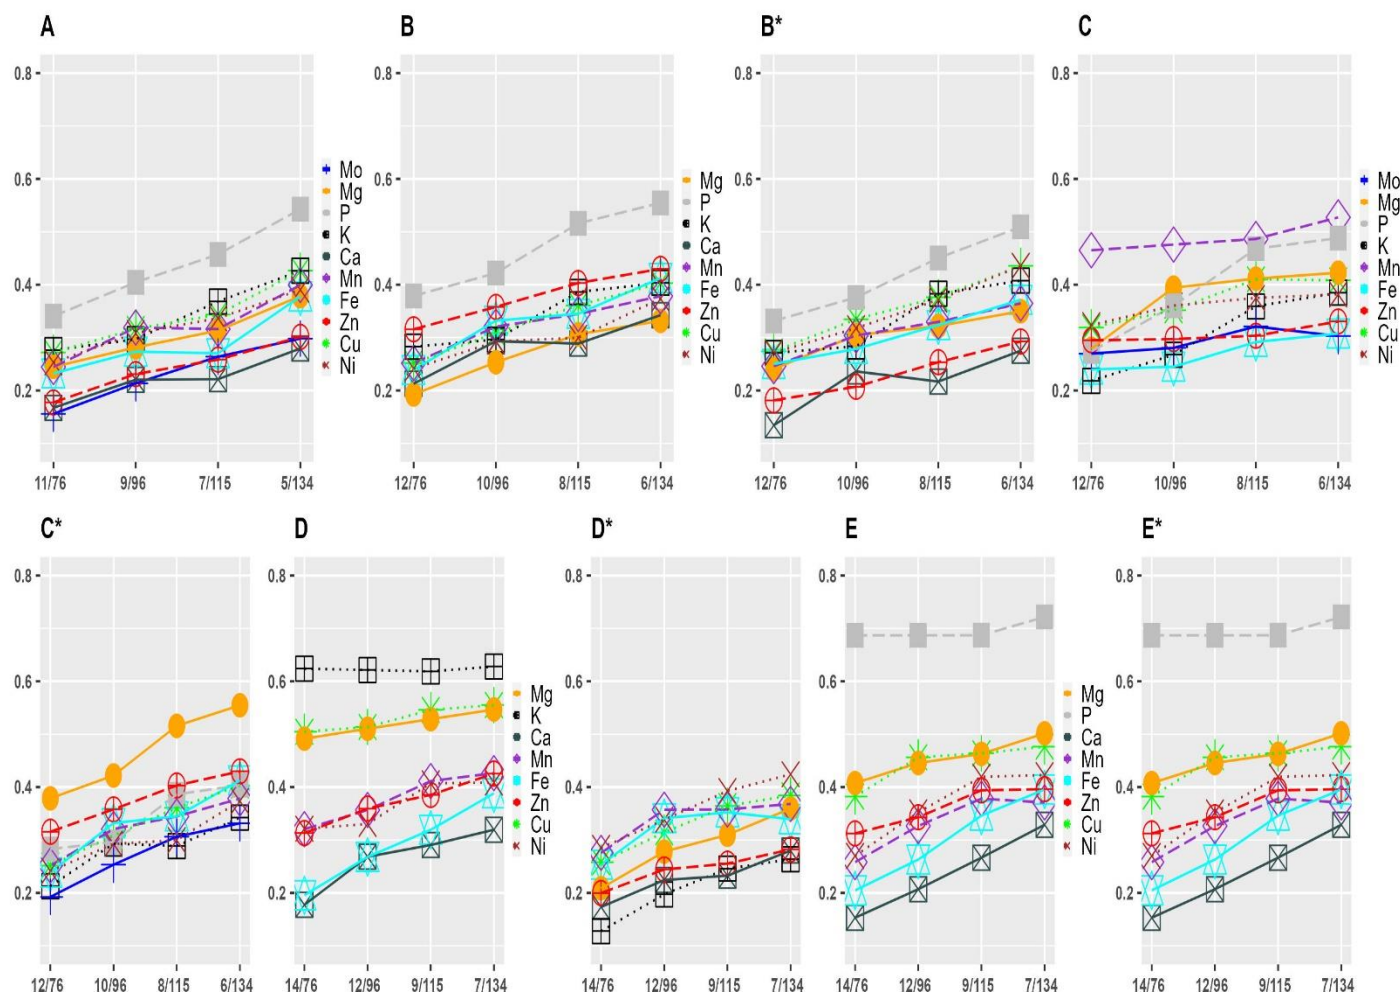 A
B
B*
C
0.8
0.6
0.4
0.2
0.8
0.6
0.4
0.2
0.8
0.6
0.4
0.2
0.8
0.6
0.4
0.2
Mo
Mg
P
K
Ca
Mn
Fe
Zn
Cu
Ni
Mg
P
K
Ca
Mn
Fe
Zn
Cu
Ni
Mo
Mg
P
K
Ca
Mn
Fe
Zn
Cu
Ni
11/76 9/96 7/115 5/134
12/76 10/96 8/115 6/134
12/76 10/96 8/115 6/134
12/76 10/96 8/115 6/134
C*
D
D*
E
E*
0.8
0.6
0.4
0.2
0.8
0.6
0.4
0.2
0.8
0.6
0.4
0.2
0.8
0.6
0.4
0.2
0.8
0.6
0.4
0.2
Mg
K
Ca
Mn
Fe
Zn
Cu
Ni
Mg
P
Ca
Mn
Fe
Zn
Cu
Ni
12/76 10/96 8/115 6/134
14/76 12/96 9/115 7/134
14/76 12/96 9/115 7/134
14/76 12/96 9/115 7/134
14/76 12/96 9/115 7/134